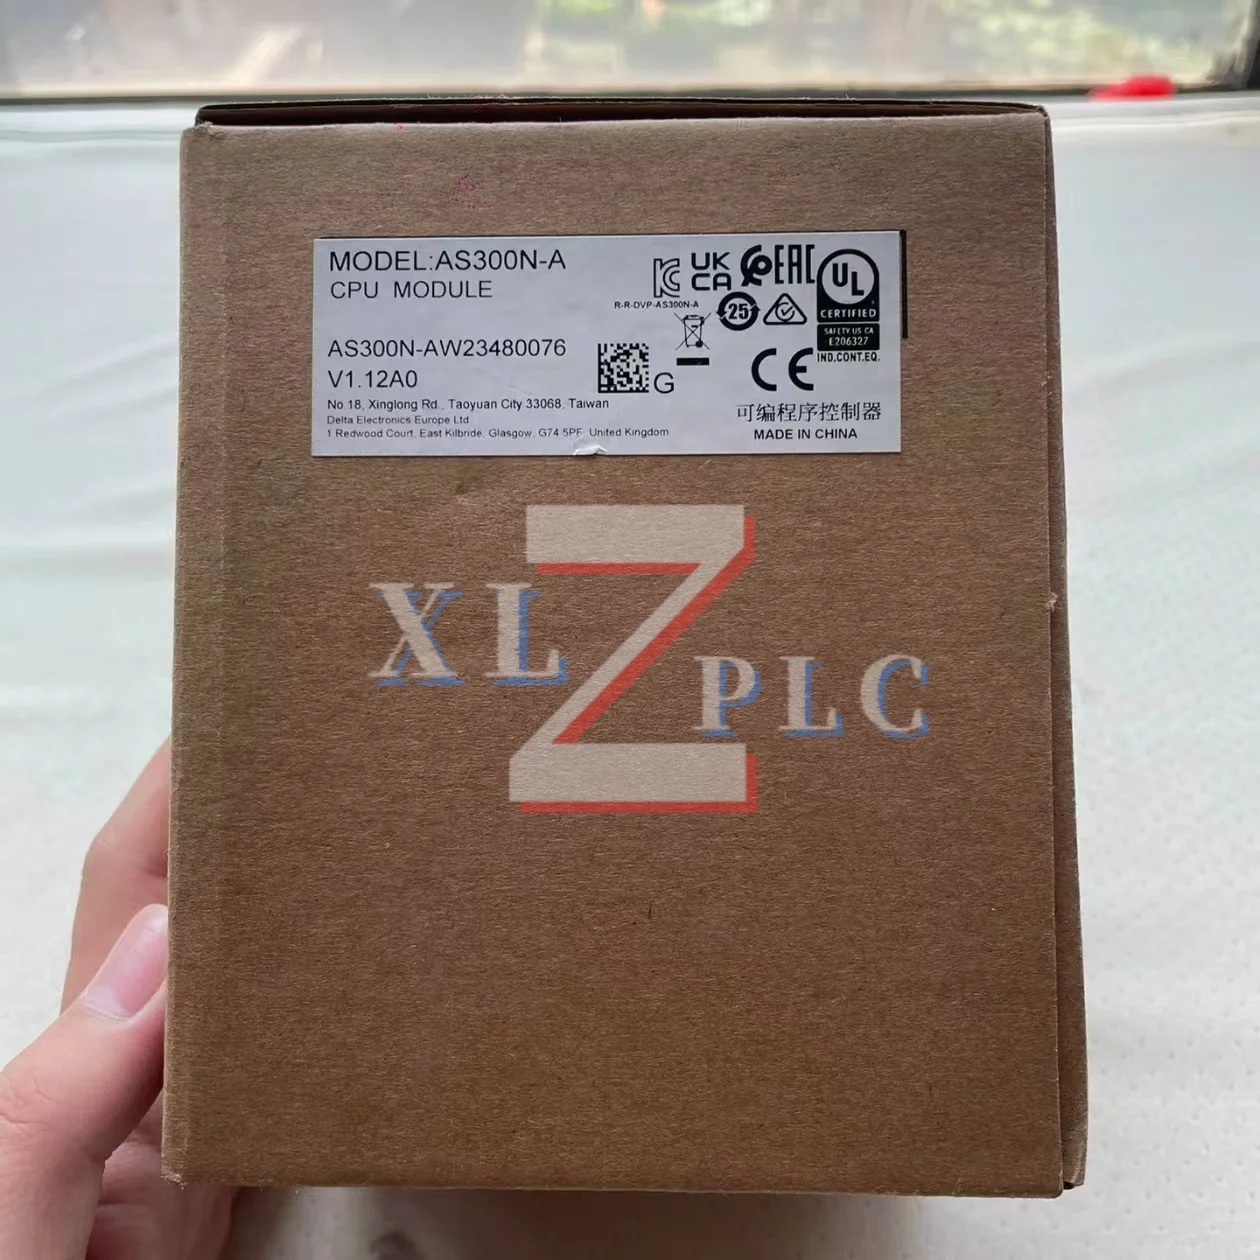 MODEL:AS300N-A
CPU MODULE
UK
CA
EAC
UL
R-R-DVP-AS300N-A
25
CERTIFIED
SAFETY US CA
E206327
IND.CONT.EQ.
AS300N-AW23480076
V1.12A0
G
CE
No.18, Xinglong Rd., Taoyuan City 33068, Taiwan
Delta Electronics Europe Ltd
1 Redwood Court, East Kilbride, Glasgow, G74 5PF, United Kingdom
可编程序控制器
MADE IN CHINA
XLZPLC